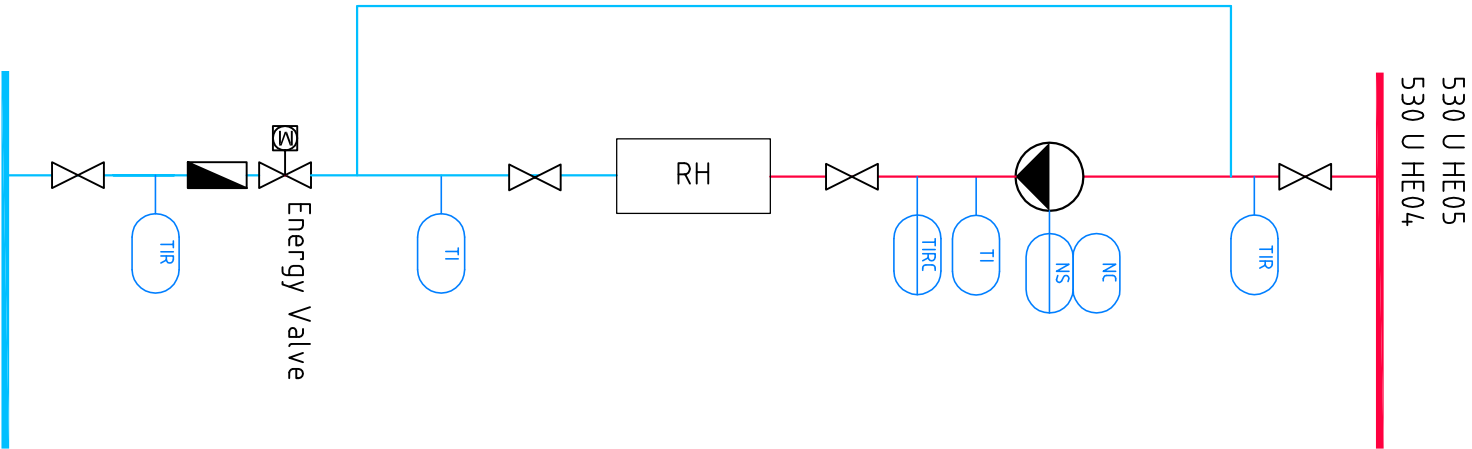 530 U HE05
530 U HE04
M
RH
Energy Valve
TIR
TI
TIRC
TI
NS
NC
TIR